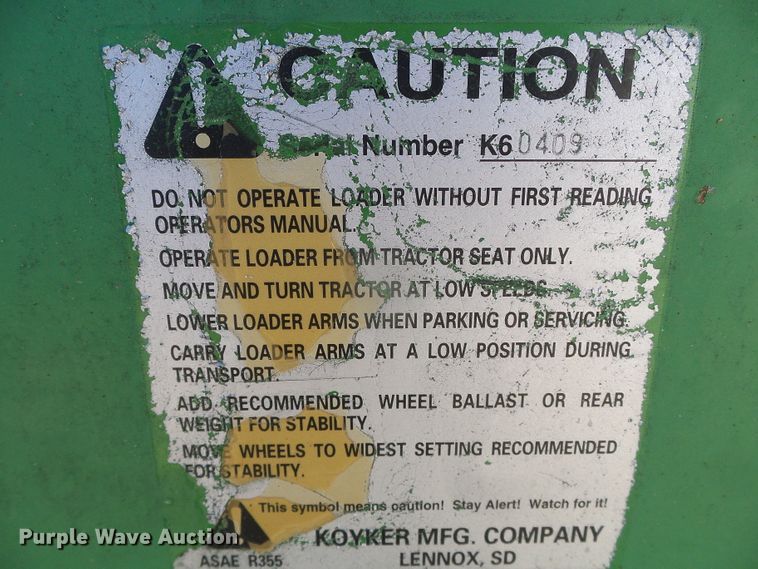 CAUTION
Serial Number K6 0409
DO NOT OPERATE LOADER WITHOUT FIRST READING
OPERATORS MANUAL.
OPERATE LOADER FROM TRACTOR SEAT ONLY.
MOVE AND TURN TRACTOR AT LOW SPEEDS.
LOWER LOADER ARMS WHEN PARKING OR SERVICING.
CARRY LOADER ARMS AT A LOW POSITION DURING
TRANSPORT.
ADD RECOMMENDED WHEEL BALLAST OR REAR
WEIGHT FOR STABILITY.
MOVE WHEELS TO WIDEST SETTING RECOMMENDED
FOR STABILITY.
This symbol means caution! Stay Alert! Watch for it!
KOYKER MFG. COMPANY
ASAE R355 LENNOX, SD
Purple Wave Auction